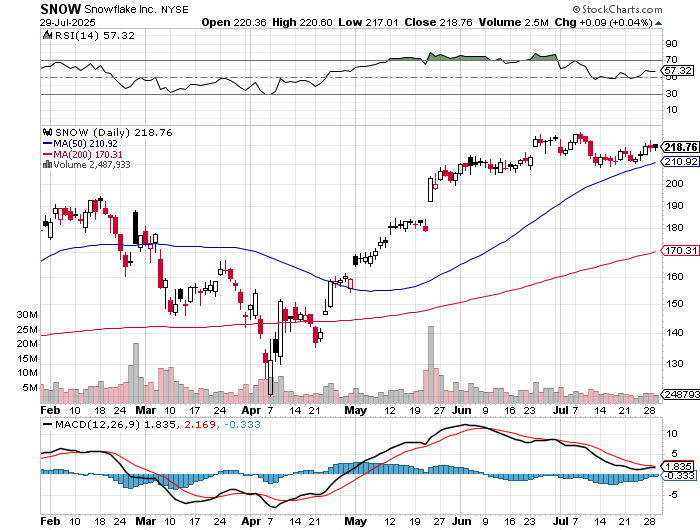 SNOW Snowflake Inc. NYSE
© StockCharts.com
29-Jul-2025
Open 220.36 High 220.60 Low 217.01 Close 218.76 Volume 2.5M Chg +0.09 (+0.04%)
RSI(14) 57.32
90
70
57.32
50
30
10
SNOW (Daily) 218.76
MA(50) 210.92
MA(200) 170.31
Volume 2,487,933
218.76
210.92
200
190
180
170.31
160
150
140
130
30M
25M
20M
15M
10M
5M
248793
Feb 10 18 24 Mar 10 17 24 Apr 7 14 21 May 12 19 27 Jun 9 16 23 Jul 7 14 21 28
MACD(12,26,9) 1.835, 2.169, -0.333
10
5
1.835
-0.333
-5
Feb 10 18 24 Mar 10 17 24 Apr 7 14 21 May 12 19 27 Jun 9 16 23 Jul 7 14 21 28